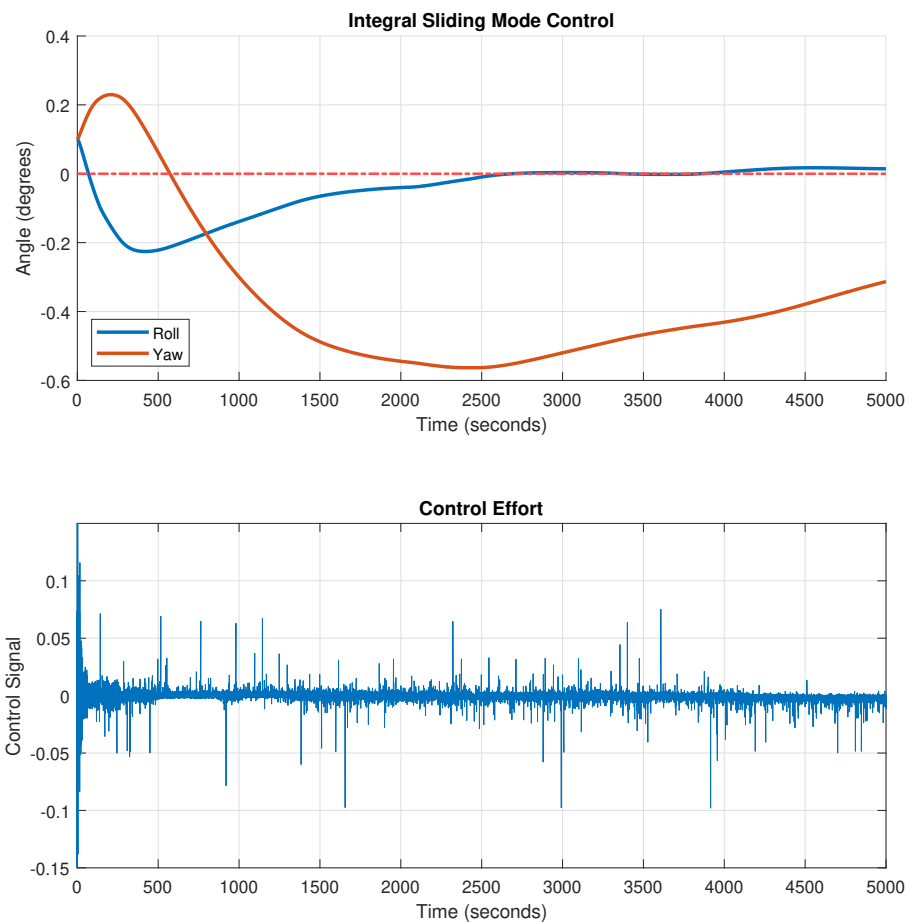 Integral Sliding Mode Control
Angle (degrees)
0.4
0.2
0
-0.2
-0.4
-0.6
Roll
Yaw
0 500 1000 1500 2000 2500 3000 3500 4000 4500 5000
Time (seconds)
Control Effort
Control Signal
0.1
0.05
0
-0.05
-0.1
-0.15
0 500 1000 1500 2000 2500 3000 3500 4000 4500 5000
Time (seconds)